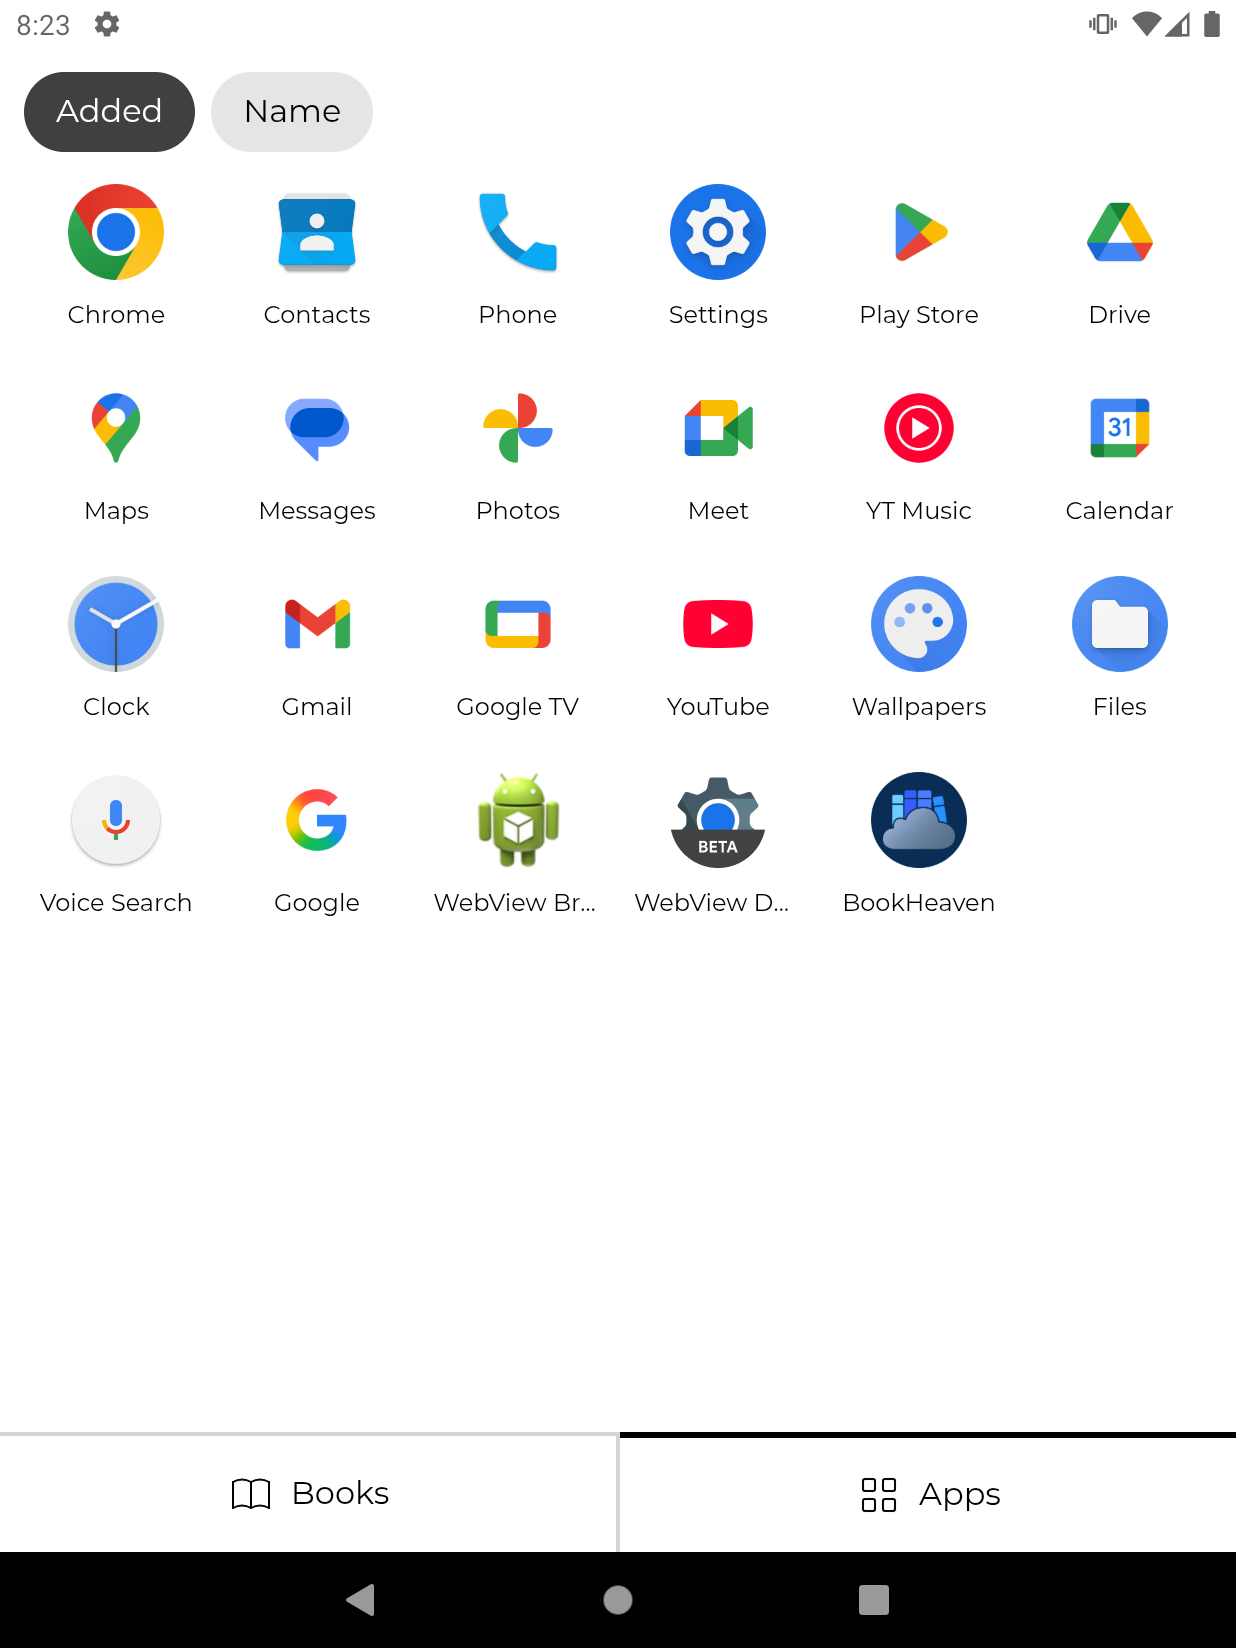 8:23
Added Name
Chrome Contacts Phone Settings Play Store Drive
31
Maps Messages Photos Meet YT Music Calendar
Clock Gmail Google TV YouTube Wallpapers Files
BETA
Voice Search Google WebView Br... WebView D... BookHeaven
Books Apps